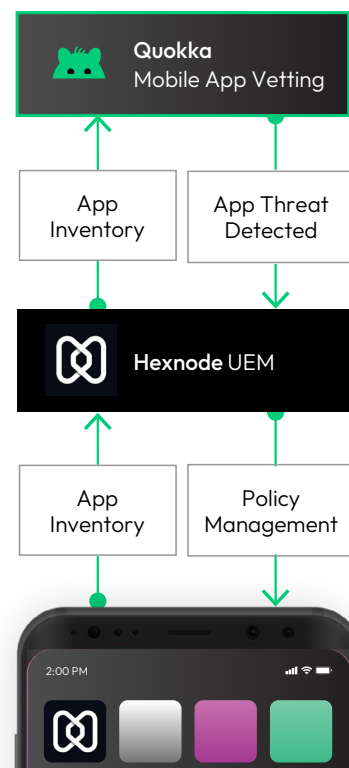 Quokka
Mobile App Vetting
App
Inventory
App Threat
Detected
Hexnode UEM
App
Inventory
Policy
Management
2:00 PM